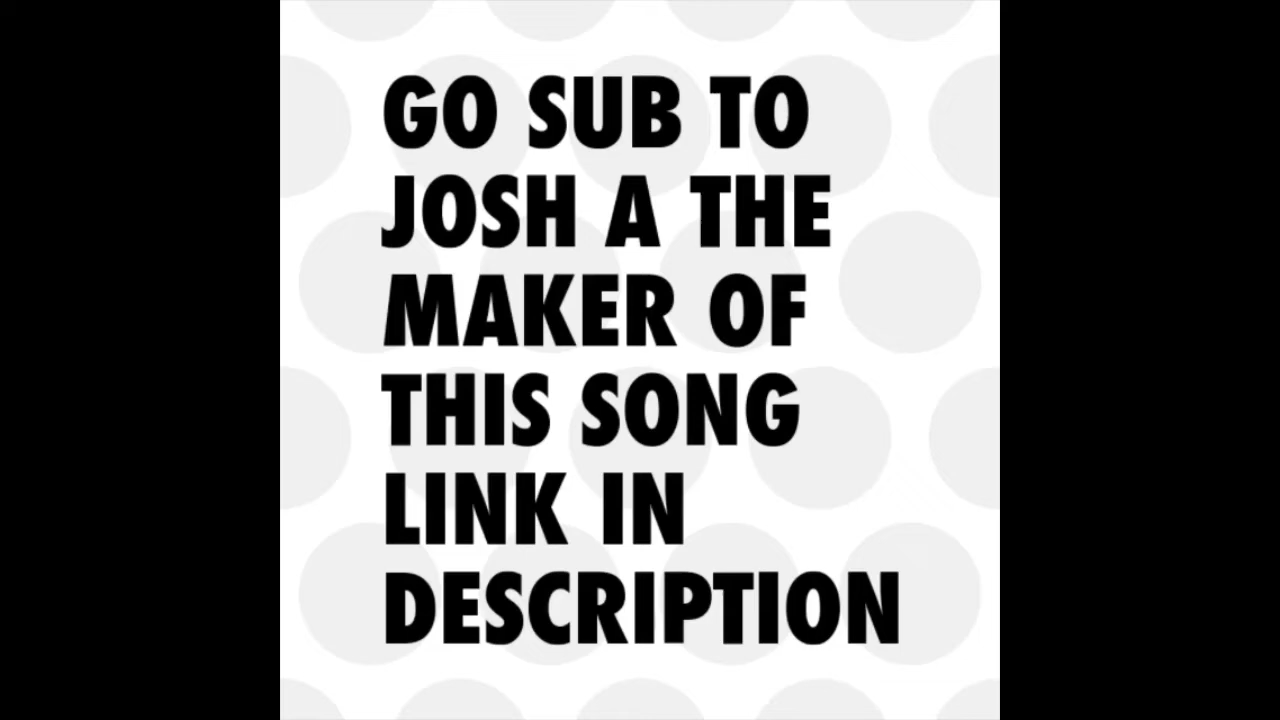 GO SUB TO
JOSH A THE
MAKER OF
THIS SONG
LINK IN
DESCRIPTION